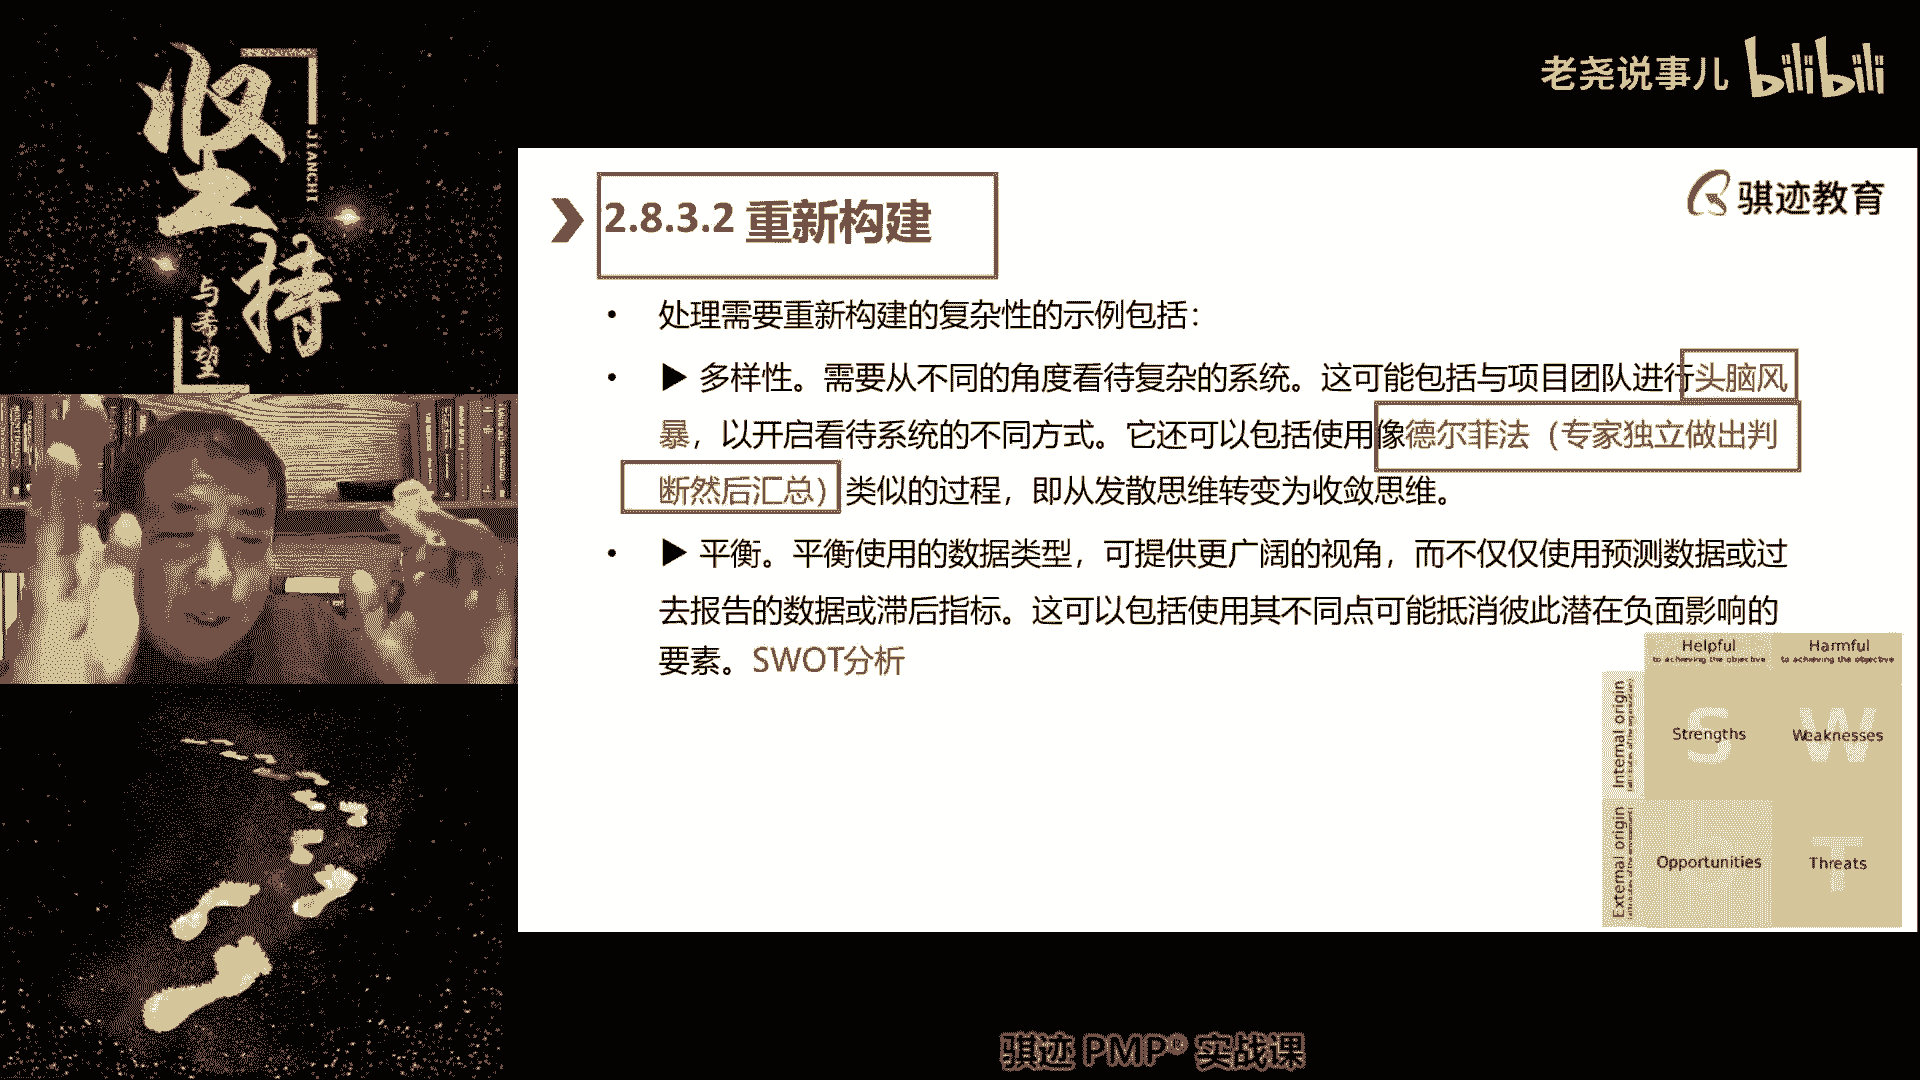 坚持
JIANCHI
与希望
老尧说事儿 bilibili
骐迹教育
2.8.3.2 重新构建
• 处理需要重新构建的复杂性的示例包括：
• ▶ 多样性。需要从不同的角度看待复杂的系统。这可能包括与项目团队进行头脑风
暴，以开启看待系统的不同方式。它还可以包括使用像德尔菲法（专家独立做出判
断然后汇总）类似的过程，即从发散思维转变为收敛思维。
• ▶ 平衡。平衡使用的数据类型，可提供更广阔的视角，而不仅仅使用预测数据或过
去报告的数据或滞后指标。这可以包括使用其不同点可能抵消彼此潜在负面影响的
要素。SWOT分析
Helpful
to achieving the objective
Harmful
to achieving the objective
Internal origin
S
Strengths
W
Weaknesses
External origin
Opportunities
T
Threats
骐迹 PMP® 实战课